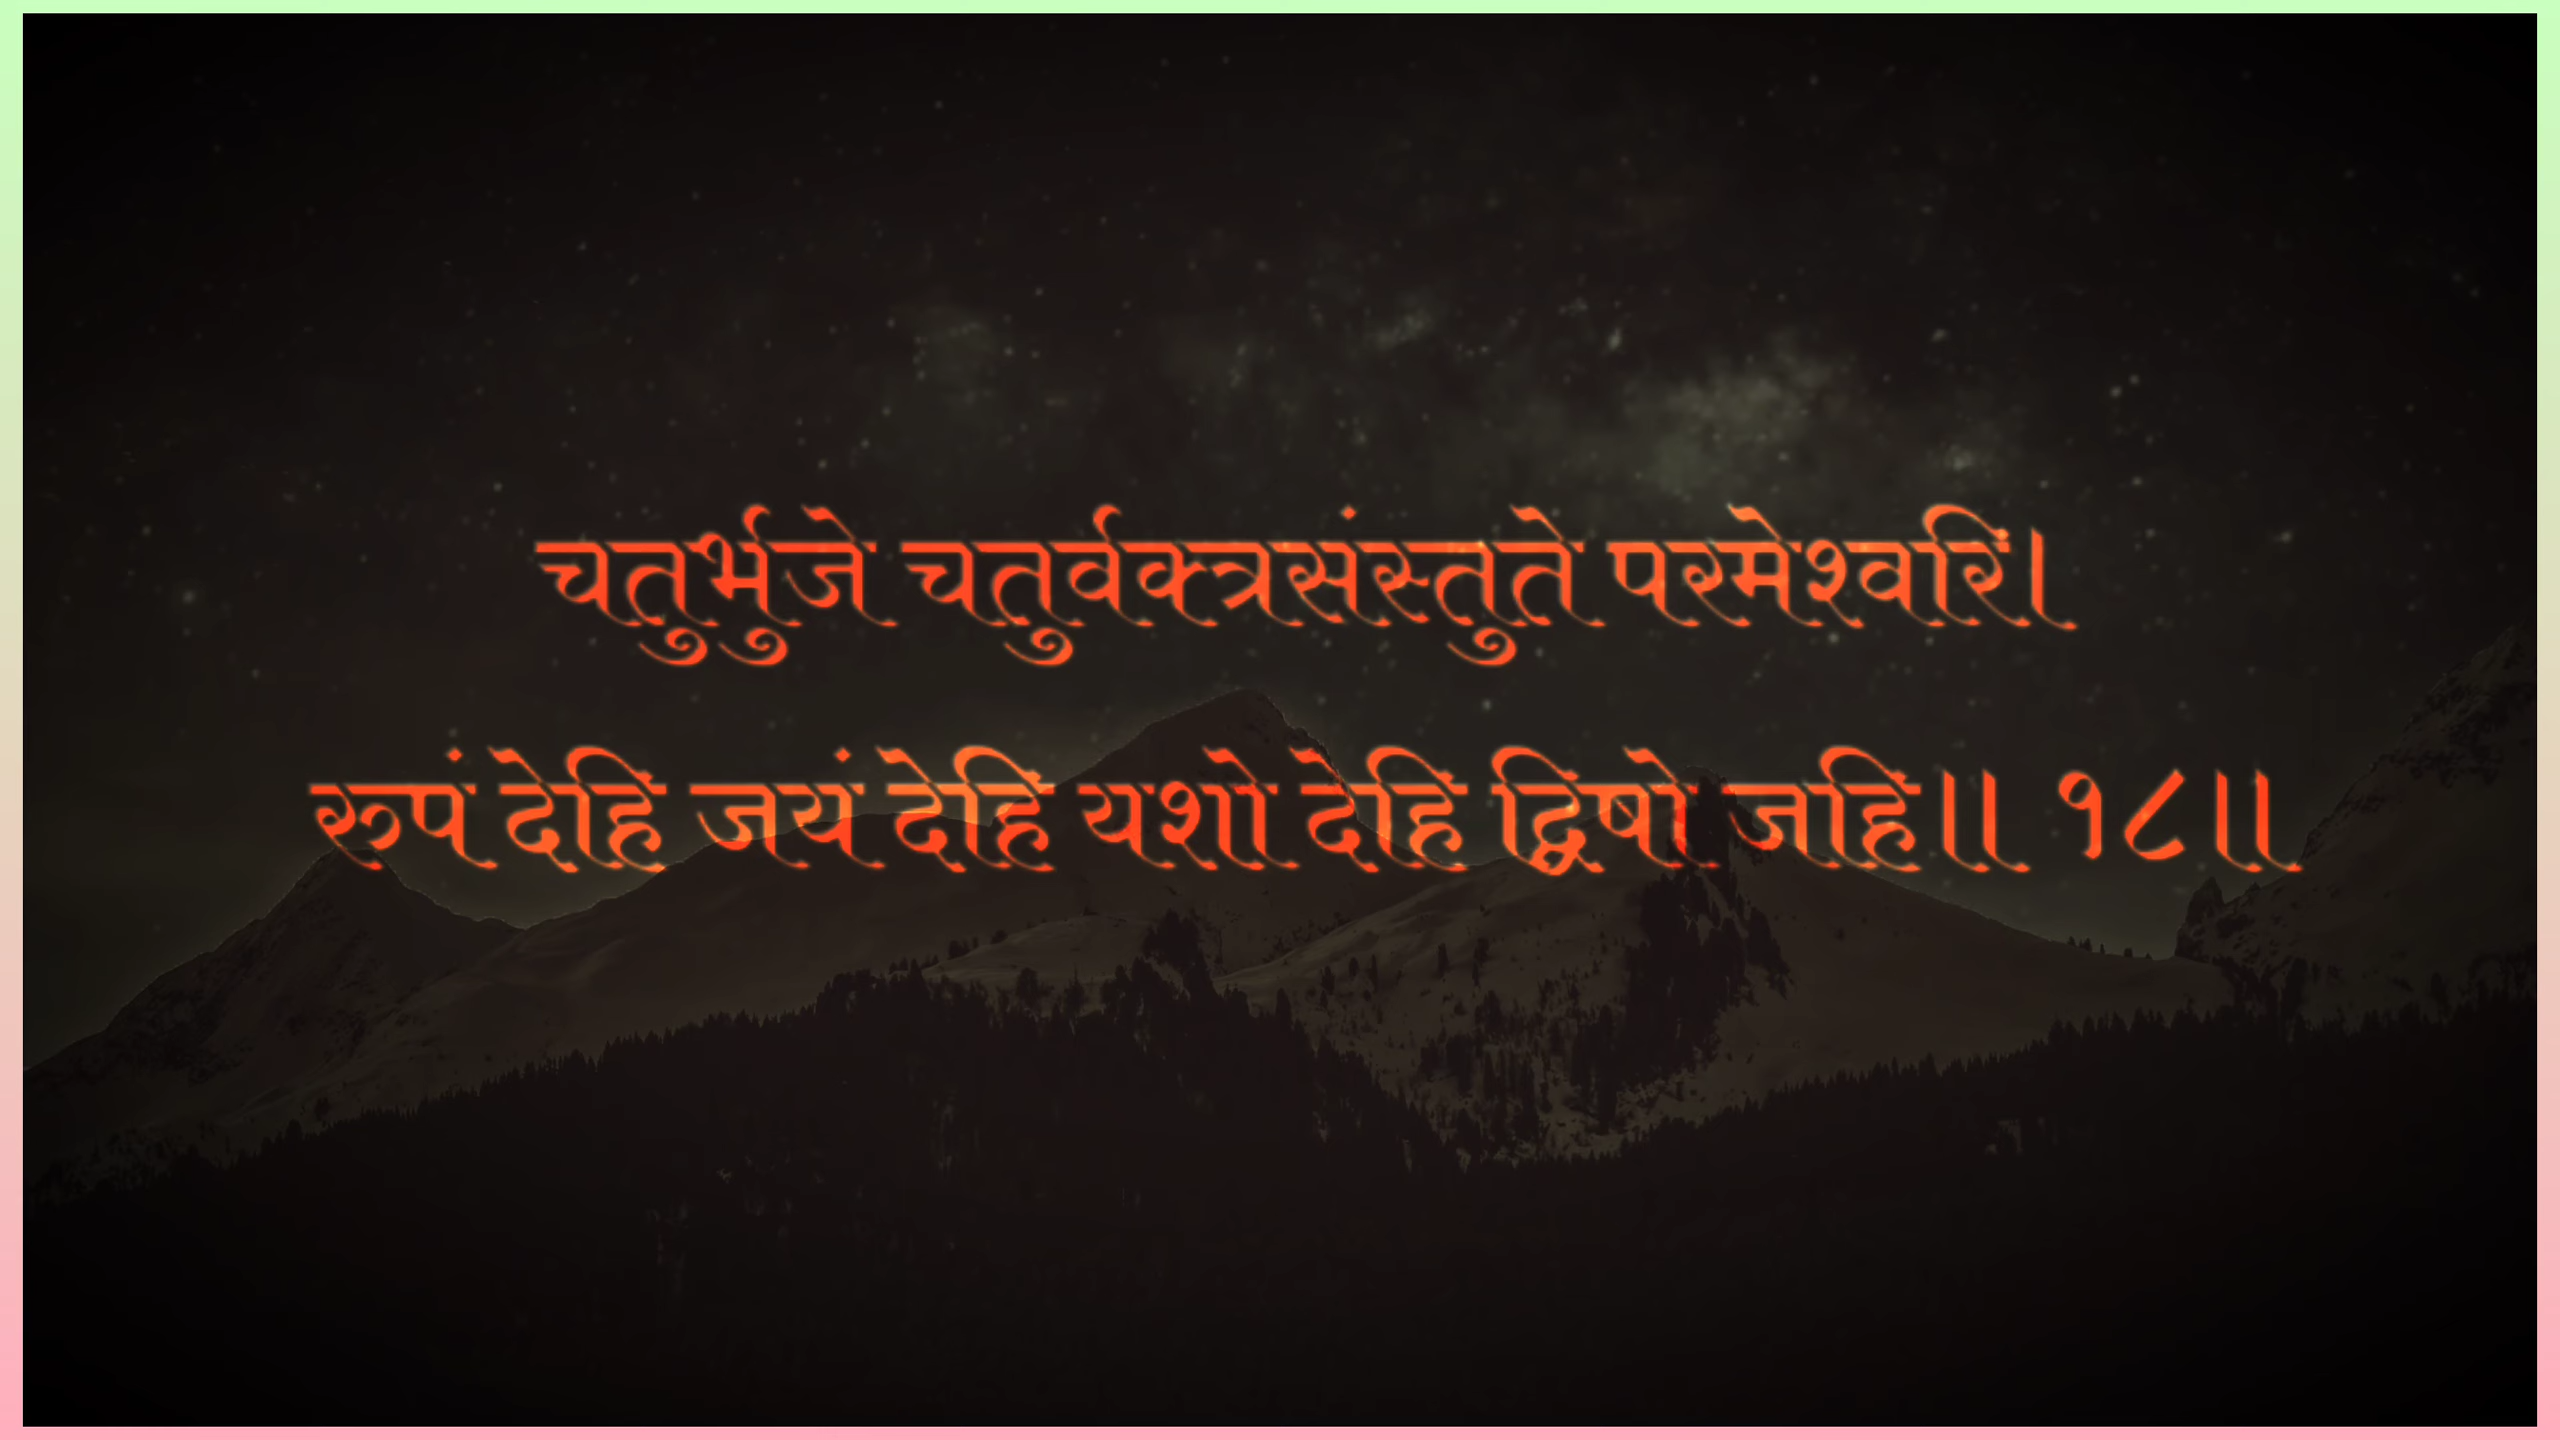 चतुर्भुजे चतुर्वक्त्रसंस्तुते परमेश्वरि।
रुपं देहि जयं देहि यशो देहि द्विषो जहि॥ १८॥